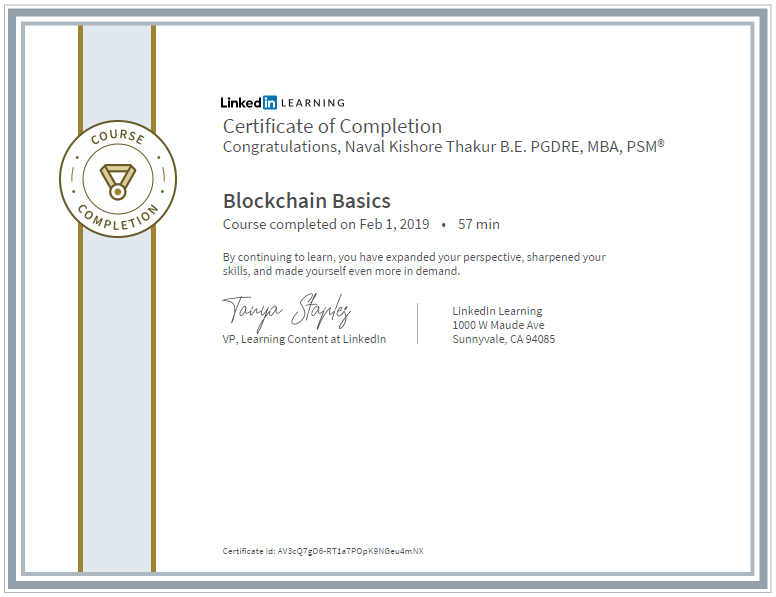 COURSE
COMPLETION
Linked in LEARNING
Certificate of Completion
Congratulations, Naval Kishore Thakur B.E. PGDRE, MBA, PSM®
Blockchain Basics
Course completed on Feb 1, 2019 • 57 min
By continuing to learn, you have expanded your perspective, sharpened your
skills, and made yourself even more in demand.
Tanya Staples
VP, Learning Content at LinkedIn
LinkedIn Learning
1000 W Maude Ave
Sunnyvale, CA 94085
Certificate Id: AV3cQ7gO6-RT1a7POpK9NGeu4mNX